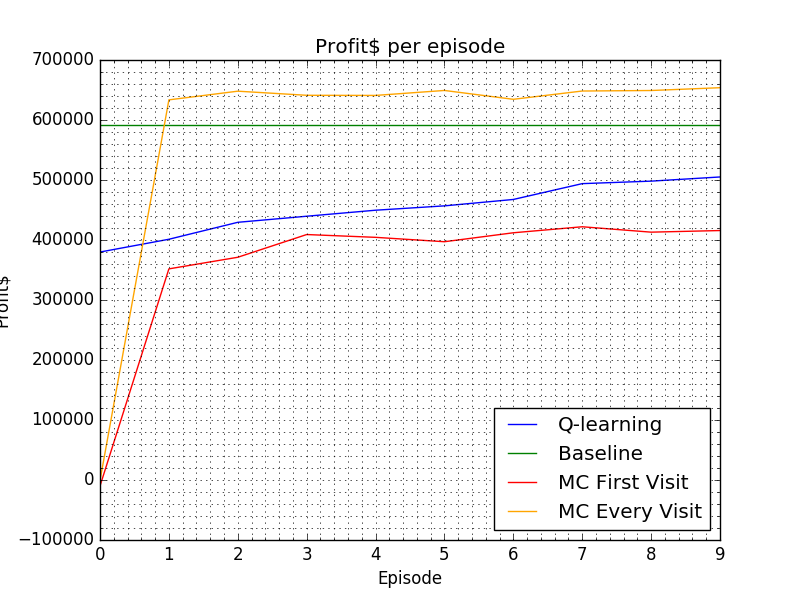 Profit$ per episode
700000
600000
500000
400000
300000
200000
100000
0
−100000
Profit$
0 1 2 3 4 5 6 7 8 9
Episode
Q-learning
Baseline
MC First Visit
MC Every Visit